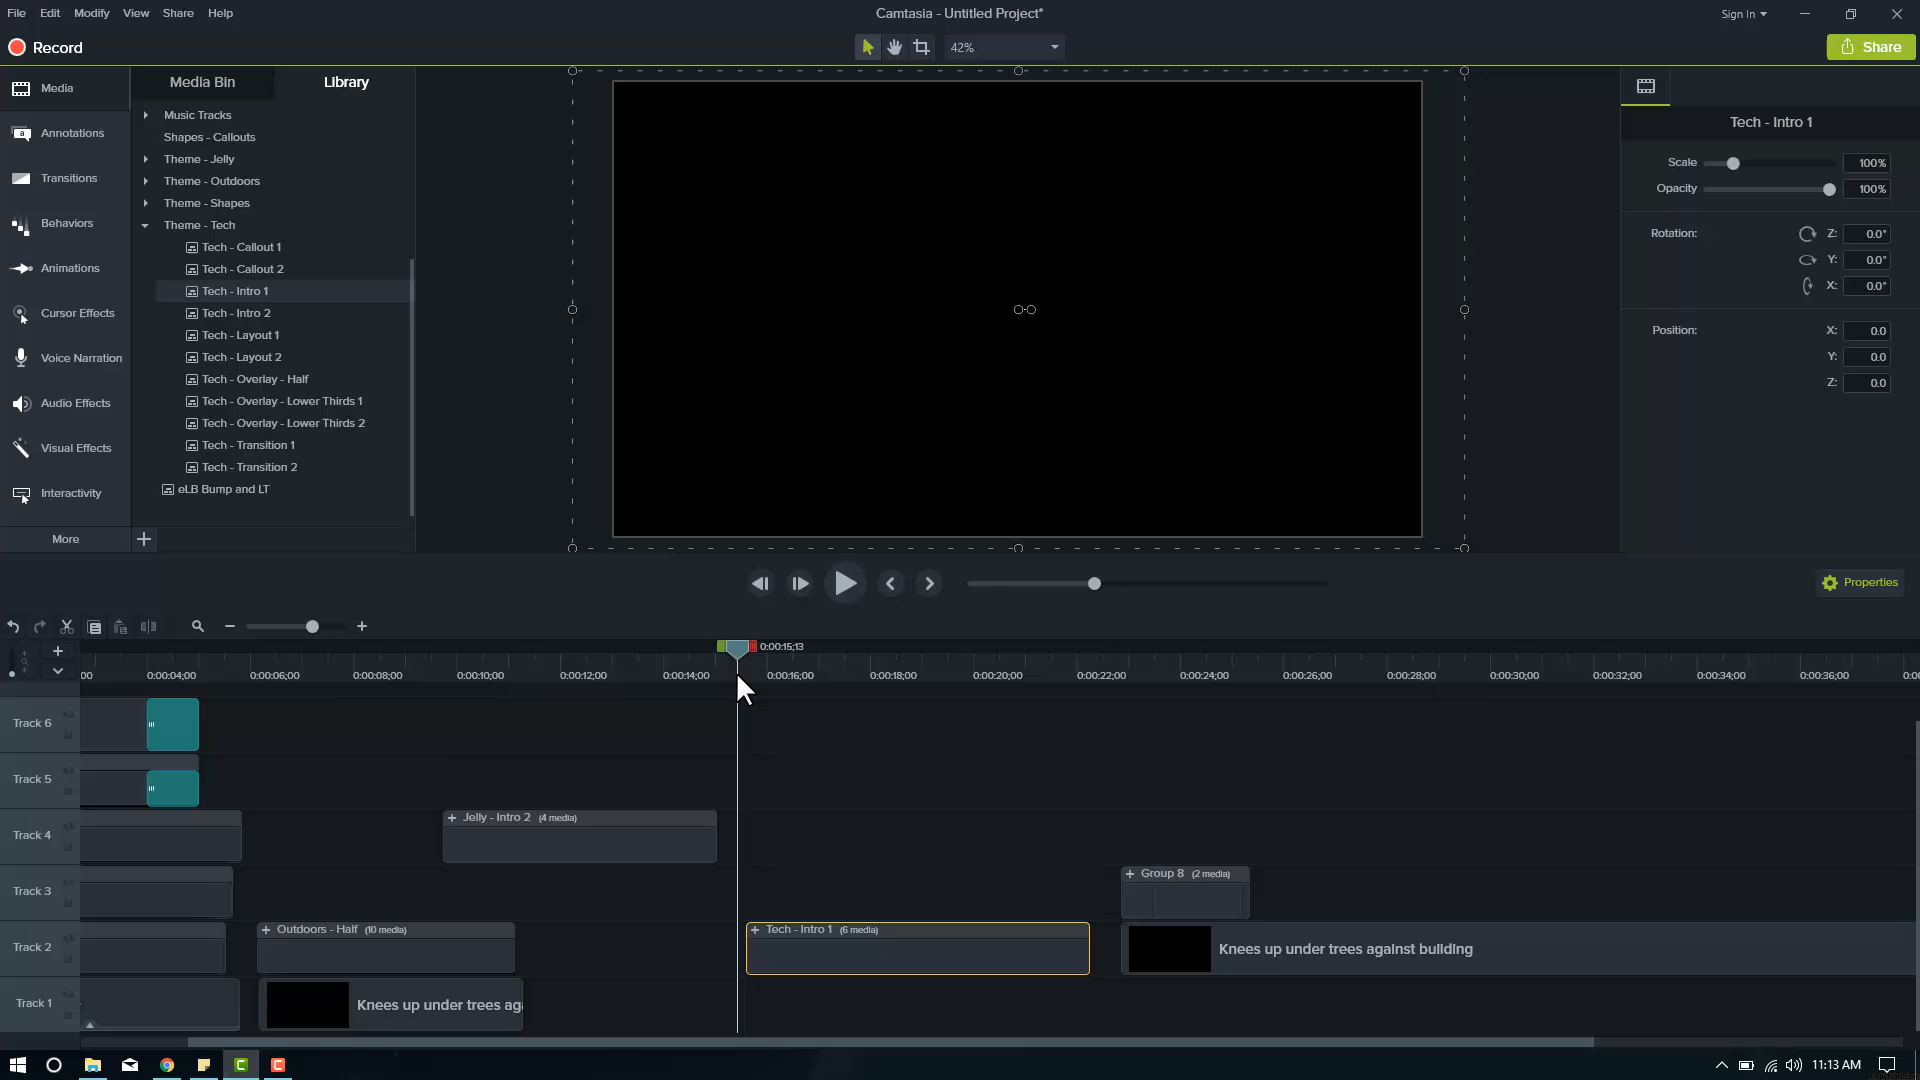 File Edit Modify View Share Help
Camtasia - Untitled Project*
Sign In
Record
42%
Share
Media
Annotations
Transitions
Behaviors
Animations
Cursor Effects
Voice Narration
Audio Effects
Visual Effects
Interactivity
More
Media Bin Library
Music Tracks
Shapes - Callouts
Theme - Jelly
Theme - Outdoors
Theme - Shapes
Theme - Tech
Tech - Callout 1
Tech - Callout 2
Tech - Intro 1
Tech - Intro 2
Tech - Layout 1
Tech - Layout 2
Tech - Overlay - Half
Tech - Overlay - Lower Thirds 1
Tech - Overlay - Lower Thirds 2
Tech - Transition 1
Tech - Transition 2
eLB Bump and LT
Tech - Intro 1
Scale 100%
Opacity 100%
Rotation: Z: 0.0°
Y: 0.0°
X: 0.0°
Position: X: 0.0
Y: 0.0
Z: 0.0
Properties
0:00:15;13
00 0:00:04;00 0:00:06;00 0:00:08;00 0:00:10;00 0:00:12;00 0:00:14;00 0:00:16;00 0:00:18;00 0:00:20;00 0:00:22;00 0:00:24;00 0:00:26;00 0:00:28;00 0:00:30;00 0:00:32;00 0:00:34;00 0:00:36;00 0:0
Track 6
Track 5
Track 4
Jelly - Intro 2 (4 media)
Track 3
Group 8 (2 media)
Track 2
Outdoors - Half (10 media)
Tech - Intro 1 (6 media)
Knees up under trees against building
Track 1
Knees up under trees aga
11:13 AM